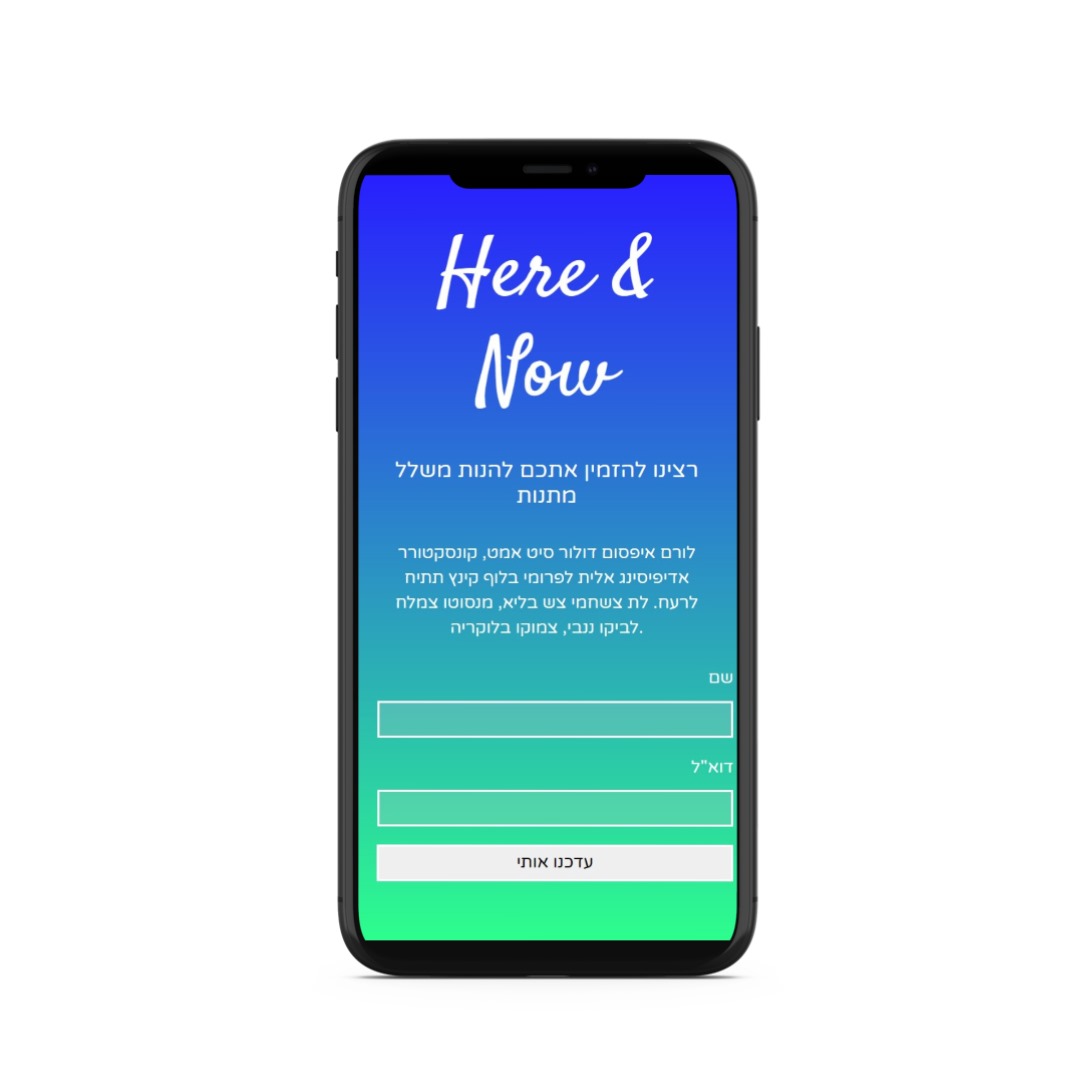 Here &
Now
רצינו להזמין אתכם להנות משלל
מתנות
לורם איפסום דולור סיט אמט, קונסקטורר
אדיפיסינג אלית לפרומי בלוף קינץ תתיח
לרעח. לת צשחמי צש בליא, מנסוטו צמלח
לביקו ננבי, צמוקו בלוקריה.
שם
דוא"ל
עדכנו אותי